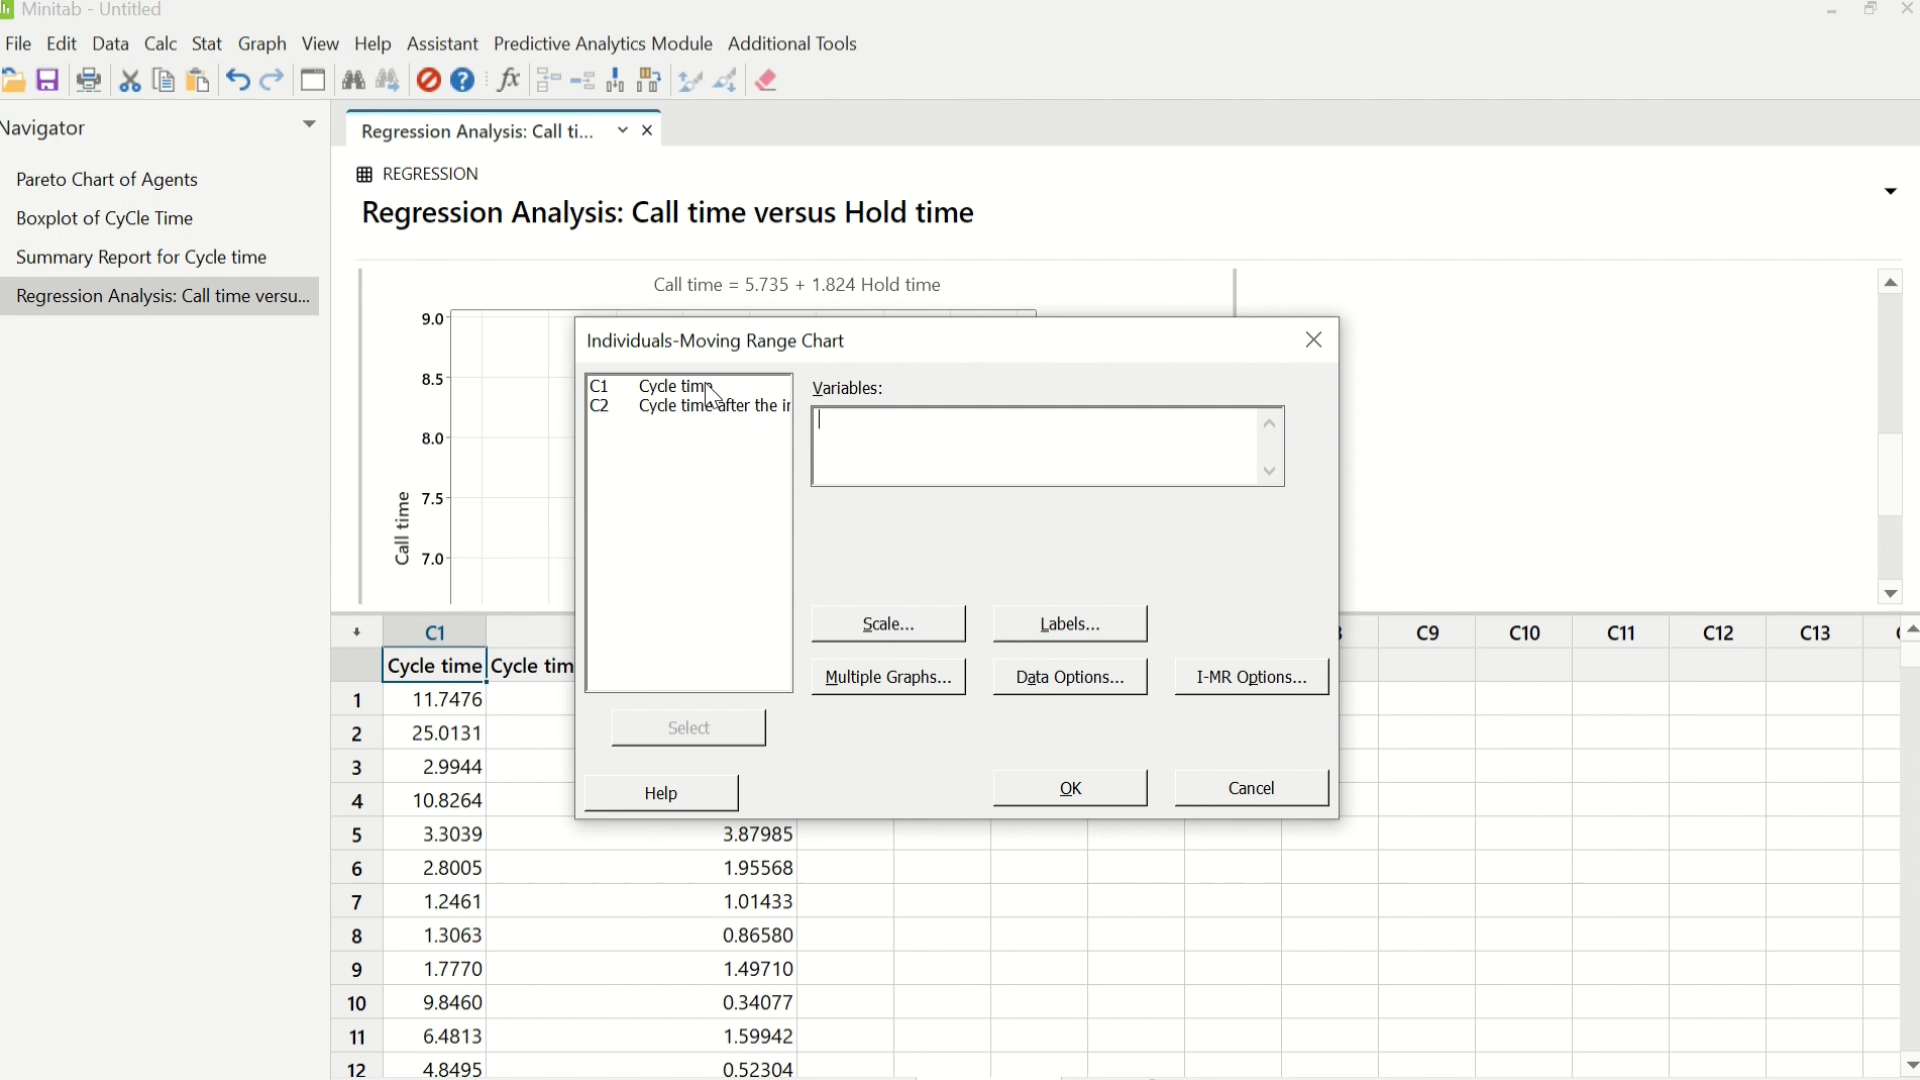 Minitab - Untitled
File Edit Data Calc Stat Graph View Help Assistant Predictive Analytics Module Additional Tools
Navigator
Pareto Chart of Agents
Boxplot of CyCle Time
Summary Report for Cycle time
Regression Analysis: Call time versu...
Regression Analysis: Call ti...
REGRESSION
Regression Analysis: Call time versus Hold time
Call time = 5.735 + 1.824 Hold time
9.0
8.5
8.0
7.5
7.0
Call time
Individuals-Moving Range Chart
C1 Cycle time
C2 Cycle time after the
Variables:
Scale...
Labels...
Multiple Graphs...
Data Options...
I-MR Options...
Select
Help
OK
Cancel
C1 C9 C10 C11 C12 C13
Cycle time Cycle tim
1 11.7476
2 25.0131
3 2.9944
4 10.8264
5 3.3039 3.87985
6 2.8005 1.95568
7 1.2461 1.01433
8 1.3063 0.86580
9 1.7770 1.49710
10 9.8460 0.34077
11 6.4813 1.59942
12 4.8495 0.52304